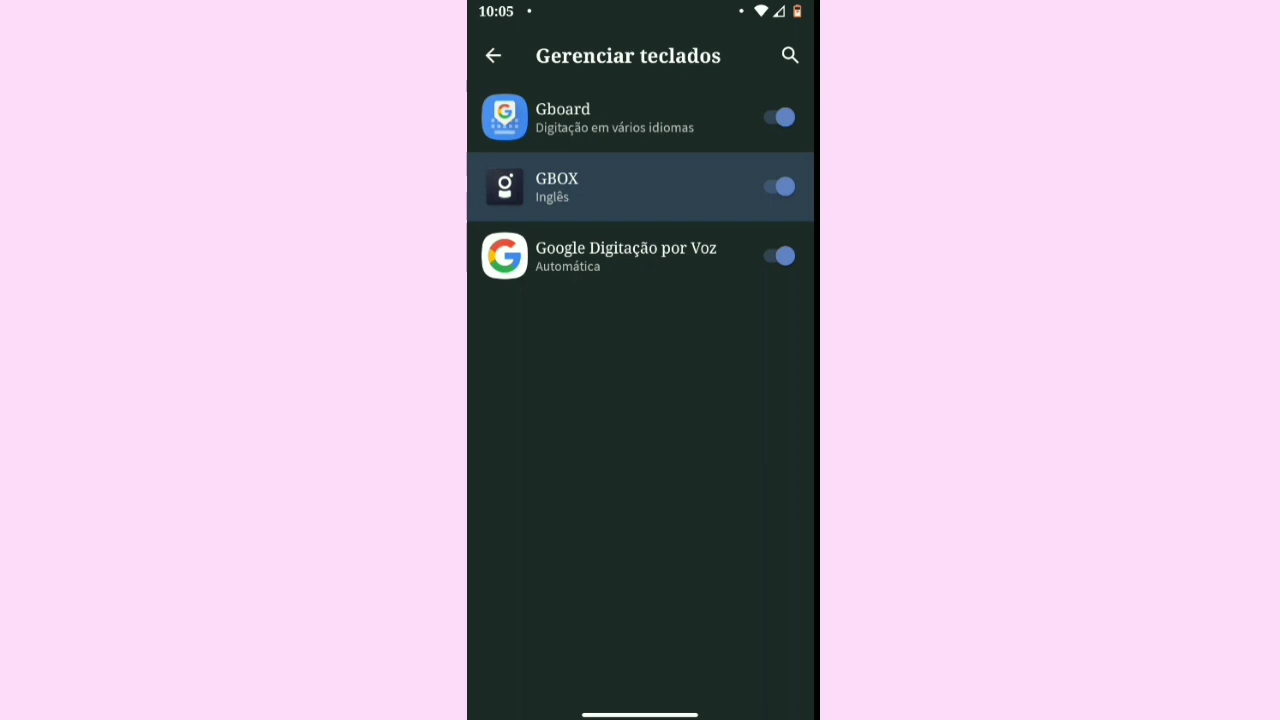 10:05
Gerenciar teclados
Gboard
Digitação em vários idiomas
GBOX
Inglês
Google Digitação por Voz
Automática